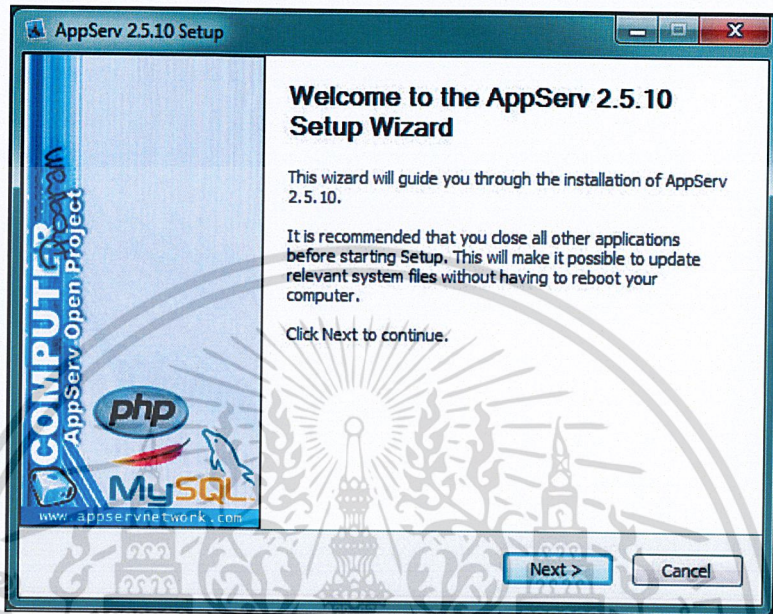 AppServ 2.5.10 Setup
Welcome to the AppServ 2.5.10
Setup Wizard
This wizard will guide you through the installation of AppServ
2.5.10.
It is recommended that you close all other applications
before starting Setup. This will make it possible to update
relevant system files without having to reboot your
computer.
Click Next to continue.
COMPUTER
Program
AppServ Open Project
php
MySQL
www.appservnetwork.com
Next >
Cancel